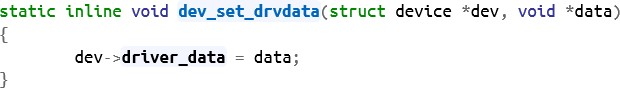 static inline void dev_set_drvdata(struct device *dev, void *data)
{
        dev->driver_data = data;
}